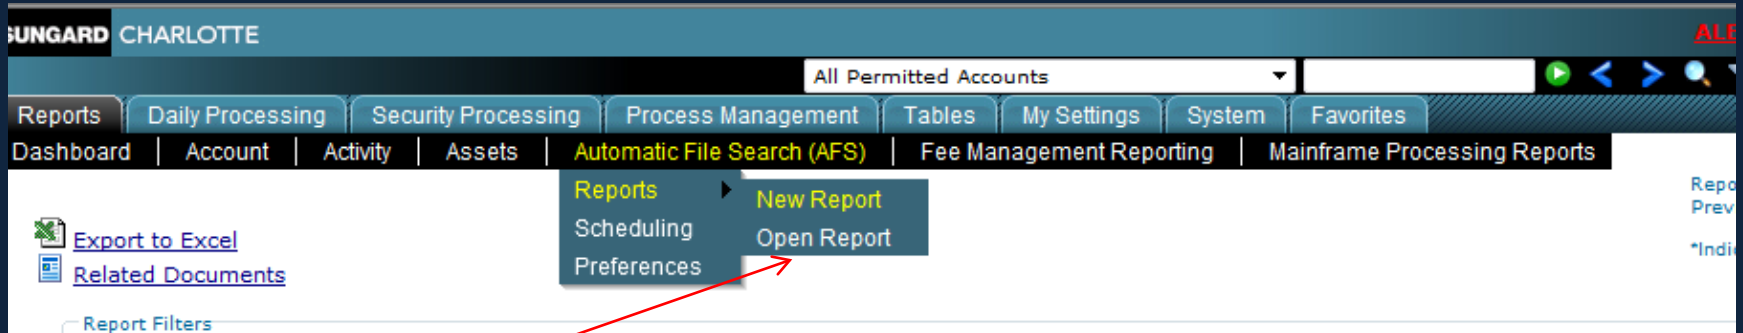 SUNGARD CHARLOTTE
All Permitted Accounts
Reports Daily Processing Security Processing Process Management Tables My Settings System Favorites
Dashboard | Account | Activity | Assets | Automatic File Search (AFS) | Fee Management Reporting | Mainframe Processing Reports
Reports
New Report
Scheduling
Open Report
Preferences
Export to Excel
Related Documents
Report Filters